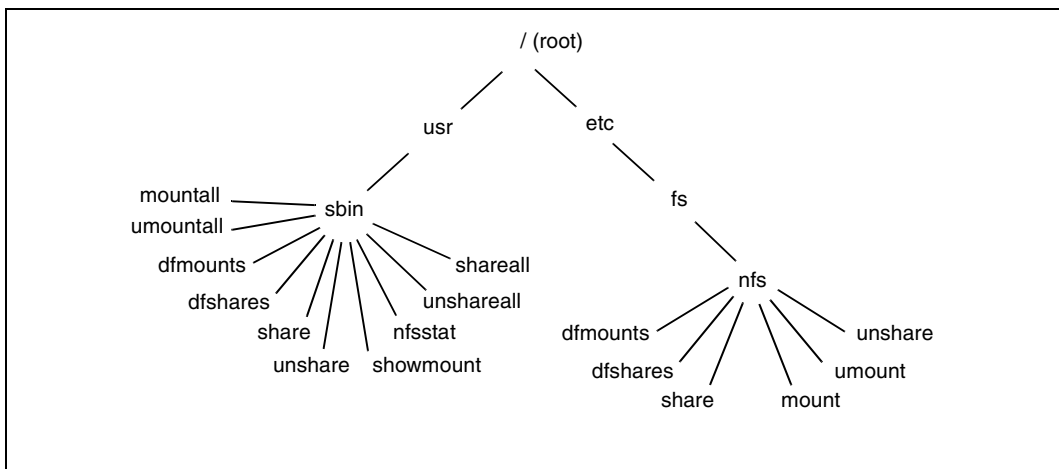 / (root)
usr
etc
mountall
umountall
sbin
fs
dfmounts
dfshares
share
unshare
showmount
nfsstat
unshareall
shareall
nfs
dfmounts
dfshares
share
mount
umount
unshare